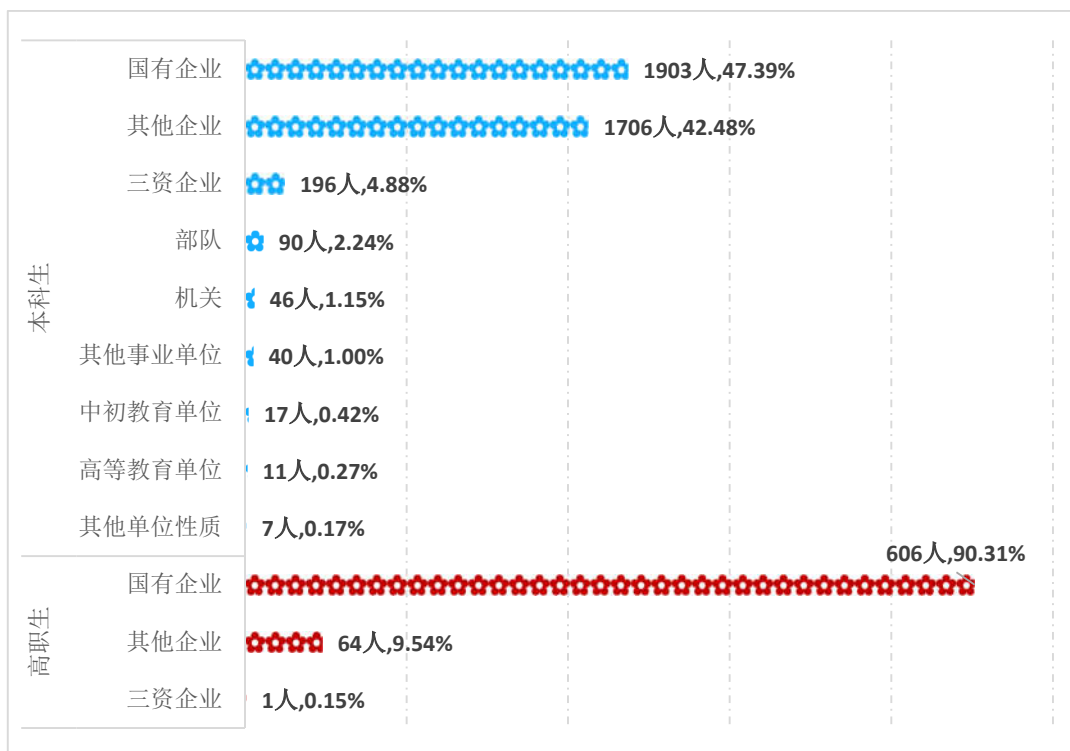 本科生
国有企业 1903人,47.39%
其他企业 1706人,42.48%
三资企业 196人,4.88%
部队 90人,2.24%
机关 46人,1.15%
其他事业单位 40人,1.00%
中初教育单位 17人,0.42%
高等教育单位 11人,0.27%
其他单位性质 7人,0.17%
高职生
国有企业 606人,90.31%
其他企业 64人,9.54%
三资企业 1人,0.15%